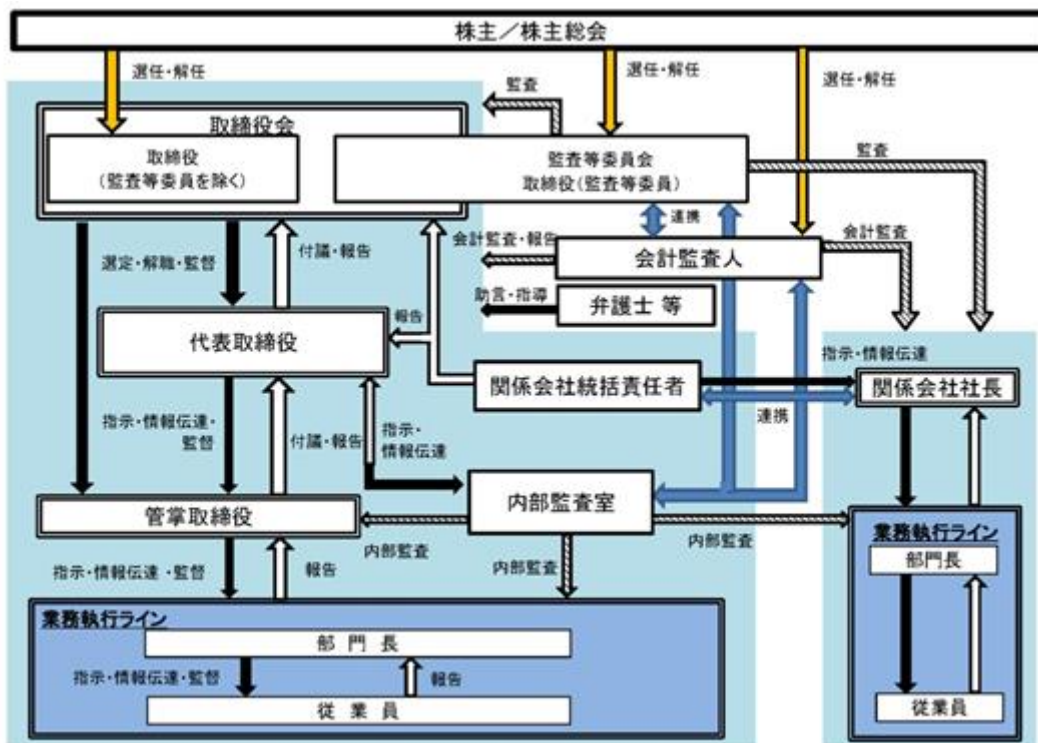 株主／株主総会
選任・解任
選任・解任
選任・解任
監査
取締役会
取締役
（監査等委員を除く）
監査等委員会
取締役（監査等委員）
監査
連携
会計監査・報告
会計監査
会計監査人
選定・解職・監督
付議・報告
助言・指導
弁護士 等
代表取締役
報告
関係会社統括責任者
指示・情報伝達
関係会社社長
連携
指示・情報伝達・
監督
付議・報告
指示・
情報伝達
内部監査室
管掌取締役
内部監査
内部監査
内部監査
指示・情報伝達・監督
報告
業務執行ライン
部門長
指示・情報伝達・監督
報告
従業員
業務執行ライン
部門長
従業員